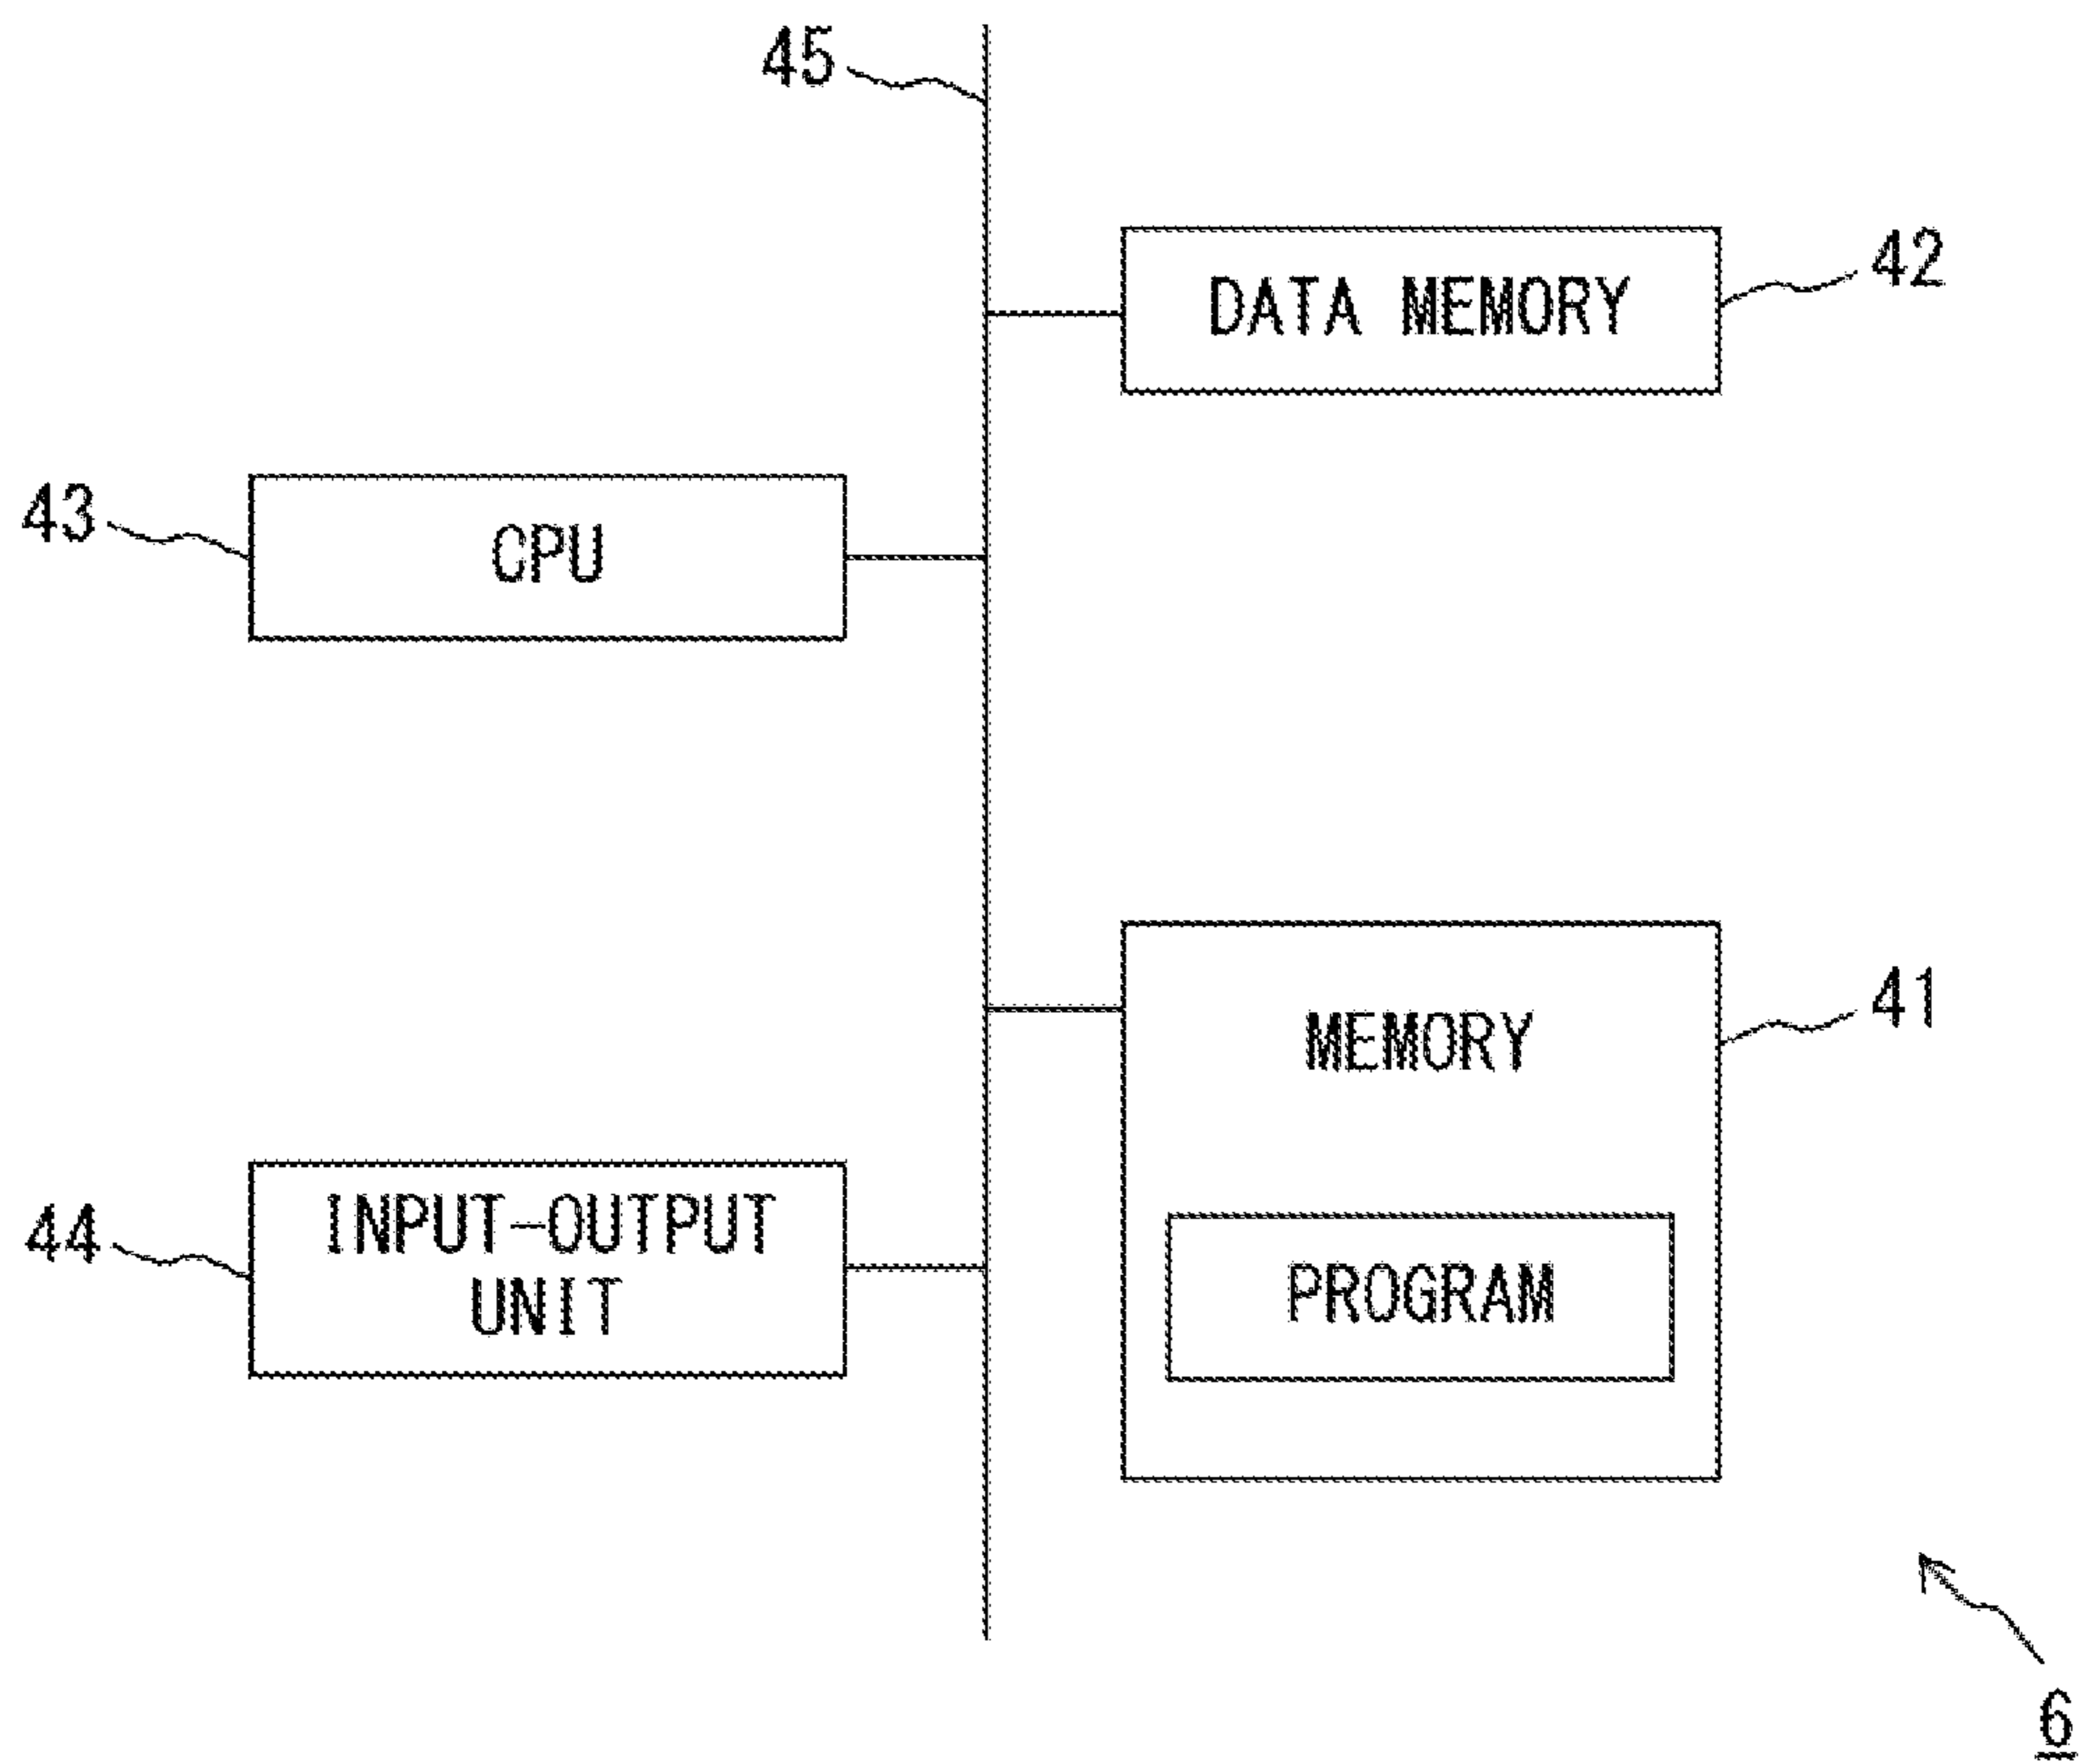 45
DATA MEMORY
42
43
CPU
MEMORY
41
INPUT-OUTPUT
UNIT
44
PROGRAM
6